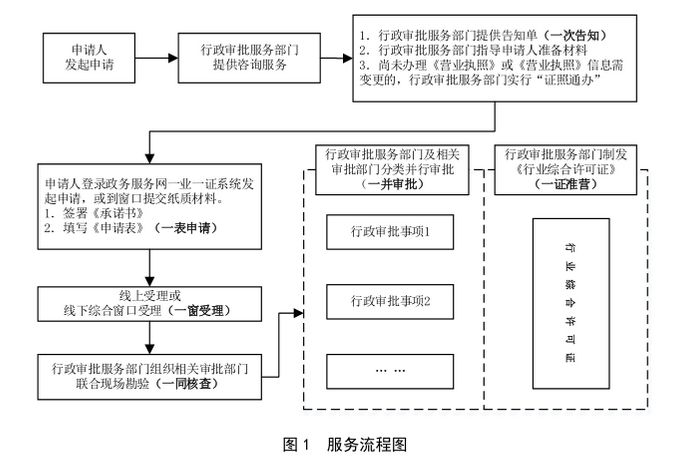 申请人
发起申请
行政审批服务部门
提供咨询服务
1. 行政审批服务部门提供告知单（一次告知）
2. 行政审批服务部门指导申请人准备材料
3. 尚未办理《营业执照》或《营业执照》信息需
变更的，行政审批服务部门实行“证照通办”
申请人登录政务服务网一业一证系统发
起申请，或到窗口提交纸质材料。
1. 签署《承诺书》
2. 填写《申请表》（一表申请）
线上受理或
线下综合窗口受理（一窗受理）
行政审批服务部门组织相关审批部门
联合现场勘验（一同核查）
行政审批服务部门及相关
审批部门分类并行审批
（一并审批）
行政审批事项1
行政审批事项2
… …
行政审批服务部门制发
《行业综合许可证》
（一证准营）
行业综合许可证
图 1 服务流程图